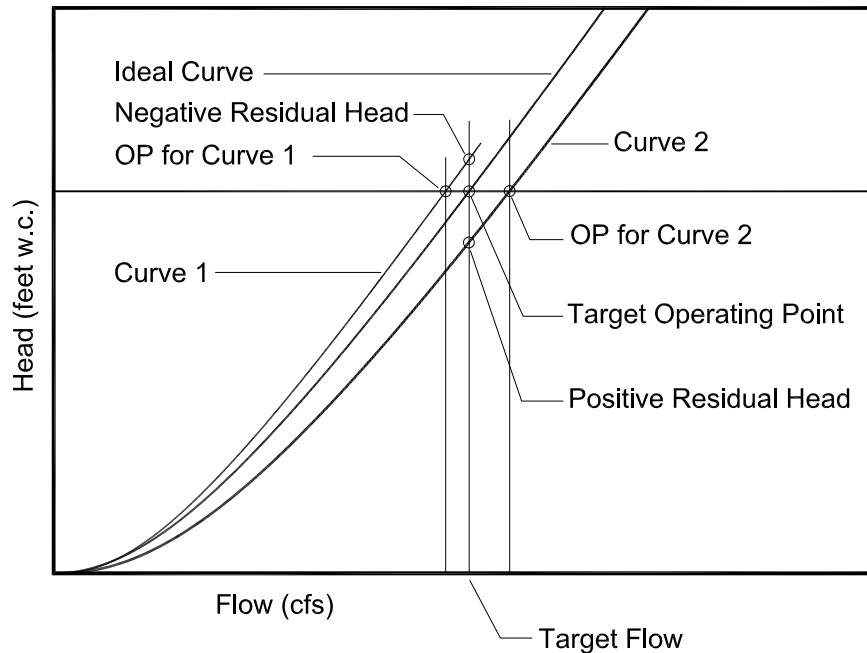 Ideal Curve
Negative Residual Head
OP for Curve 1
Curve 2
OP for Curve 2
Curve 1
Target Operating Point
Positive Residual Head
Head (feet w.c.)
Flow (cfs)
Target Flow